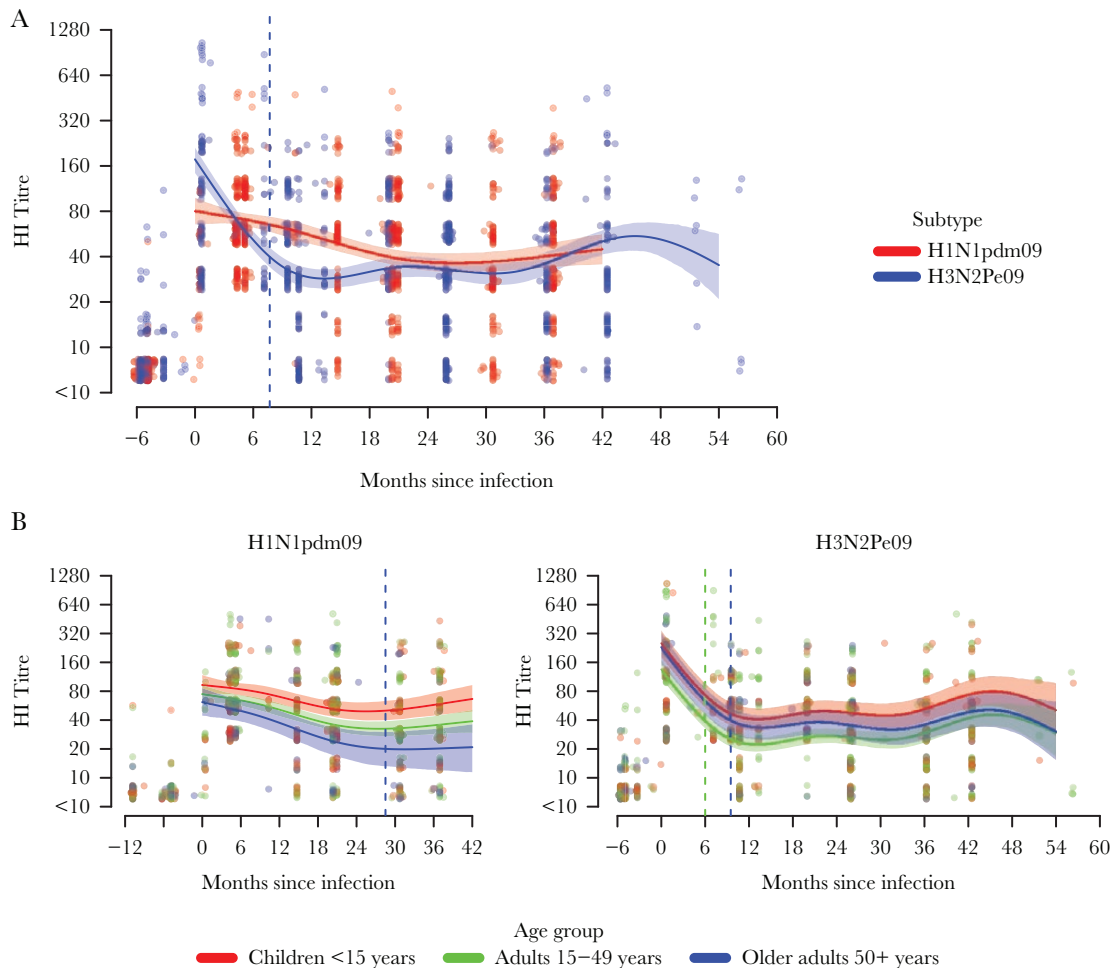 A
HI Titre
1280
640
320
160
80
40
20
10
<10
−6 0 6 12 18 24 30 36 42 48 54 60
Months since infection
Subtype
H1N1pdm09
H3N2Pe09
B
H1N1pdm09
HI Titre
1280
640
320
160
80
40
20
10
<10
−12 0 6 12 18 24 30 36 42
Months since infection
H3N2Pe09
HI Titre
1280
640
320
160
80
40
20
10
<10
−6 0 6 12 18 24 30 36 42 48 54 60
Months since infection
Age group
Children <15 years Adults 15−49 years Older adults 50+ years